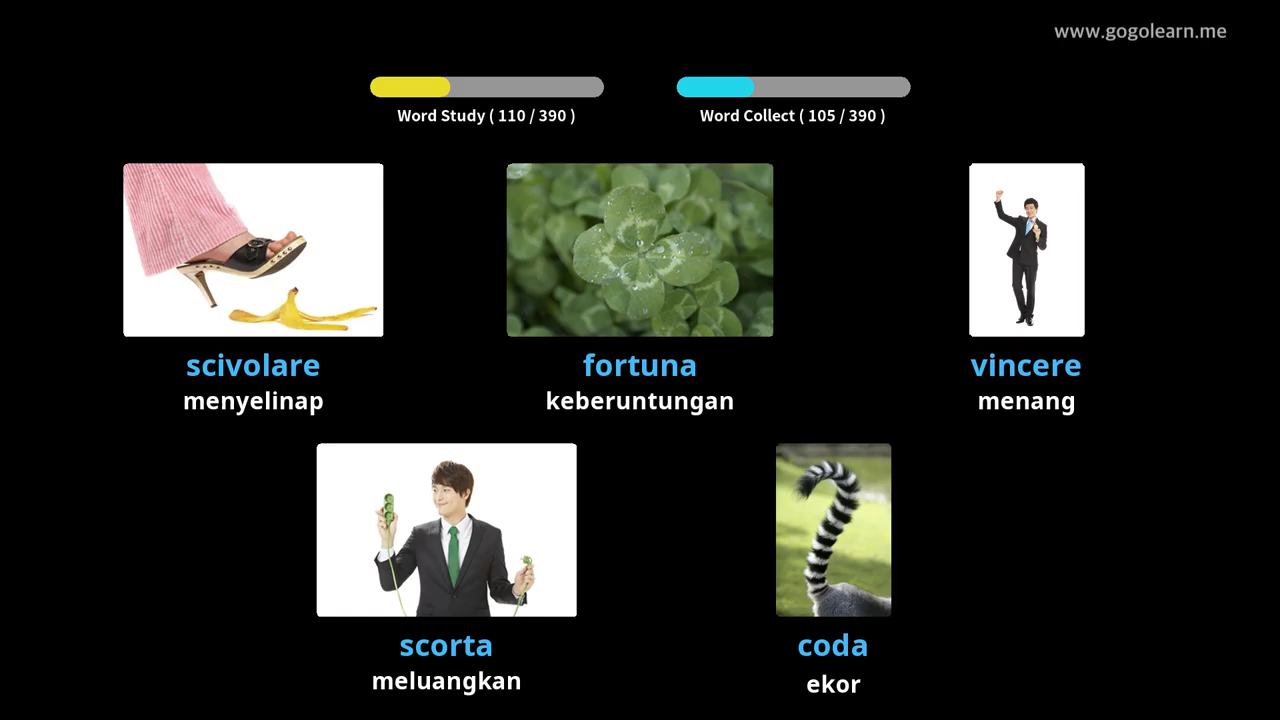 www.gogolearn.me
Word Study ( 110 / 390 )
Word Collect ( 105 / 390 )
scivolare
menyelinap
fortuna
keberuntungan
vincere
menang
scorta
meluangkan
coda
ekor